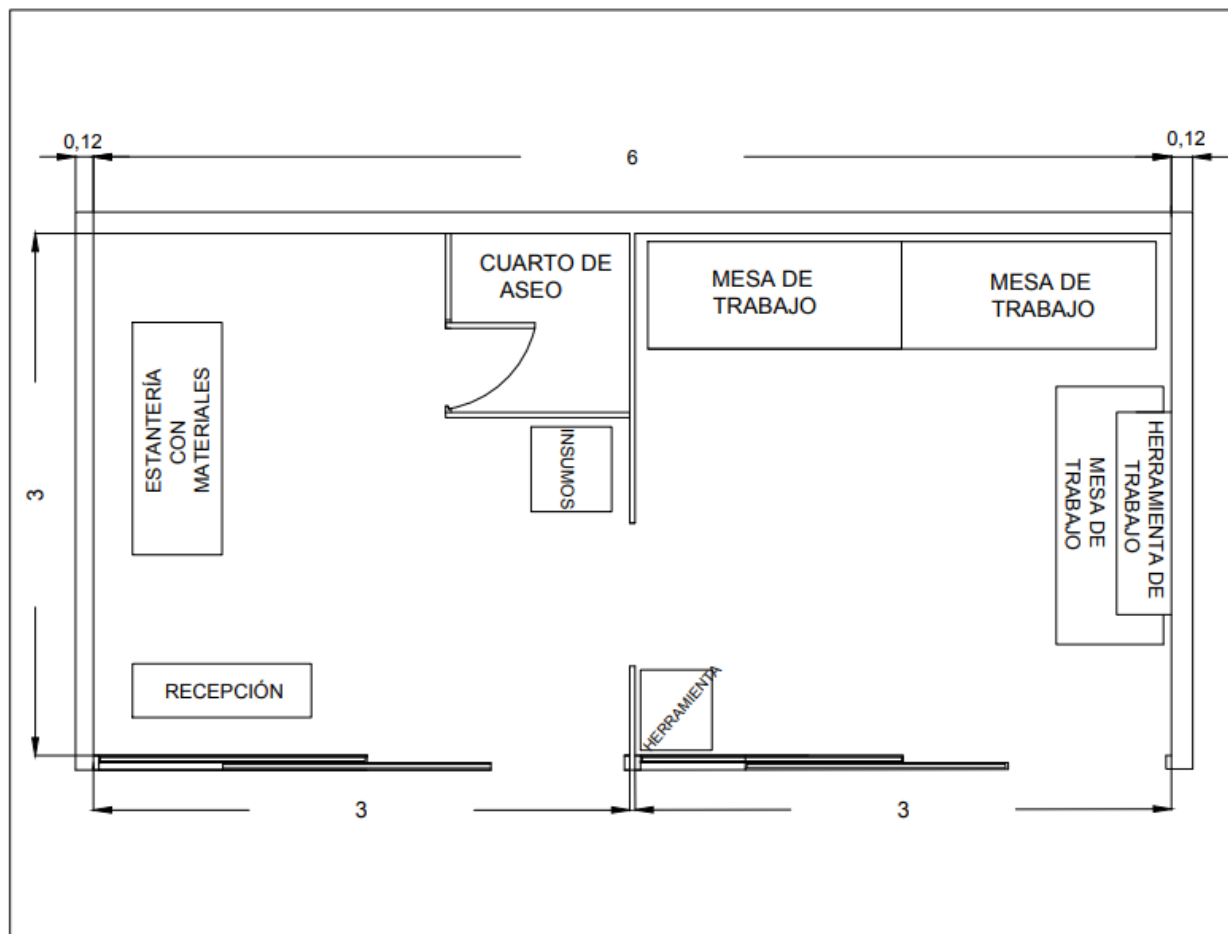 0,12
6
0,12
CUARTO DE
ASEO
MESA DE
TRABAJO
MESA DE
TRABAJO
ESTANTERÍA
CON
MATERIALES
INSUMOS
HERRAMIENTA DE
TRABAJO
MESA DE
TRABAJO
3
RECEPCIÓN
HERRAMIENTA
3
3